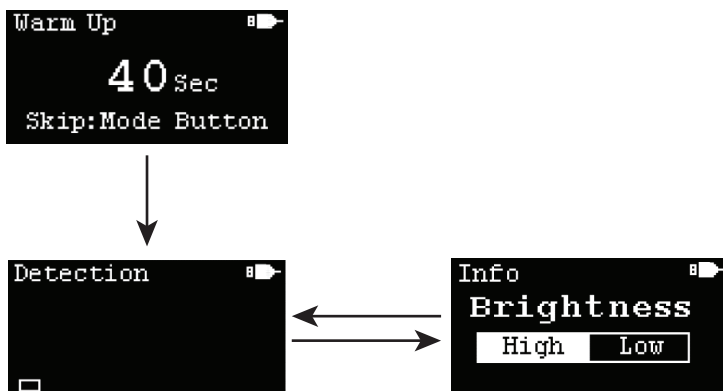 Warm Up
40 Sec
Skip:Mode Button
Detection
Info
Brightness
High Low